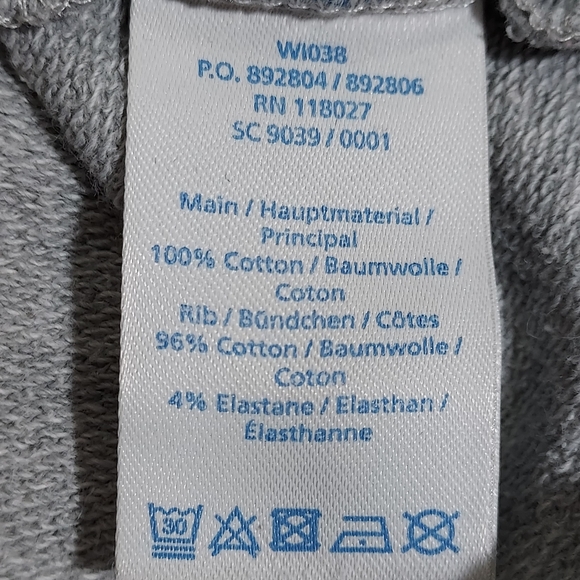 WI038
P.O. 892804 / 892806
RN 118027
SC 9039 / 0001
Main / Hauptmaterial /
Principal
100% Cotton / Baumwolle /
Coton
Rib / Bündchen / Côtes
96% Cotton / Baumwolle /
Coton
4% Elastane / Elasthan /
Élasthanne
30